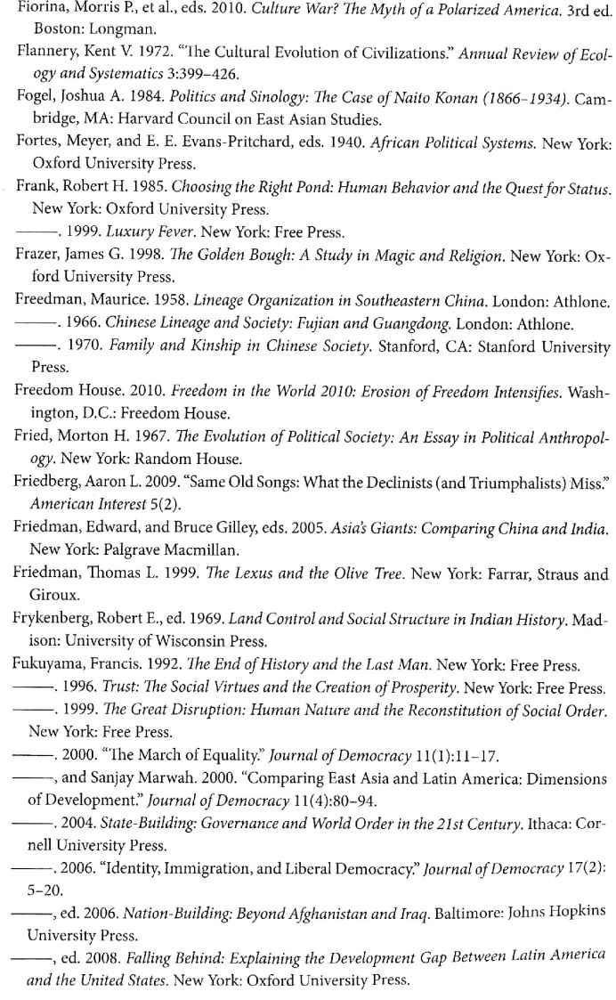 Fiorina, Morris P., et al., eds. 2010. Culture War? The Myth of a Polarized America. 3rd ed.
Boston: Longman.
Flannery, Kent V. 1972. “The Cultural Evolution of Civilizations.” Annual Review of Ecol-
ogy and Systematics 3:399–426.
Fogel, Joshua A. 1984. Politics and Sinology: The Case of Naito Konan (1866–1934). Cam-
bridge, MA: Harvard Council on East Asian Studies.
Fortes, Meyer, and E. E. Evans-Pritchard, eds. 1940. African Political Systems. New York:
Oxford University Press.
Frank, Robert H. 1985. Choosing the Right Pond: Human Behavior and the Quest for Status.
New York: Oxford University Press.
———. 1999. Luxury Fever. New York: Free Press.
Frazer, James G. 1998. The Golden Bough: A Study in Magic and Religion. New York: Ox-
ford University Press.
Freedman, Maurice. 1958. Lineage Organization in Southeastern China. London: Athlone.
———. 1966. Chinese Lineage and Society: Fujian and Guangdong. London: Athlone.
———. 1970. Family and Kinship in Chinese Society. Stanford, CA: Stanford University
Press.
Freedom House. 2010. Freedom in the World 2010: Erosion of Freedom Intensifies. Wash-
ington, D.C.: Freedom House.
Fried, Morton H. 1967. The Evolution of Political Society: An Essay in Political Anthropol-
ogy. New York: Random House.
Friedberg, Aaron L. 2009. “Same Old Songs: What the Declinists (and Triumphalists) Miss.”
American Interest 5(2).
Friedman, Edward, and Bruce Gilley, eds. 2005. Asia’s Giants: Comparing China and India.
New York: Palgrave Macmillan.
Friedman, Thomas L. 1999. The Lexus and the Olive Tree. New York: Farrar, Straus and
Giroux.
Frykenberg, Robert E., ed. 1969. Land Control and Social Structure in Indian History. Mad-
ison: University of Wisconsin Press.
Fukuyama, Francis. 1992. The End of History and the Last Man. New York: Free Press.
———. 1996. Trust: The Social Virtues and the Creation of Prosperity. New York: Free Press.
———. 1999. The Great Disruption: Human Nature and the Reconstitution of Social Order.
New York: Free Press.
———. 2000. “The March of Equality.” Journal of Democracy 11(1):11–17.
———, and Sanjay Marwah. 2000. “Comparing East Asia and Latin America: Dimensions
of Development.” Journal of Democracy 11(4):80–94.
———. 2004. State-Building: Governance and World Order in the 21st Century. Ithaca: Cor-
nell University Press.
———. 2006. “Identity, Immigration, and Liberal Democracy.” Journal of Democracy 17(2):
5–20.
———, ed. 2006. Nation-Building: Beyond Afghanistan and Iraq. Baltimore: Johns Hopkins
University Press.
———, ed. 2008. Falling Behind: Explaining the Development Gap Between Latin America
and the United States. New York: Oxford University Press.